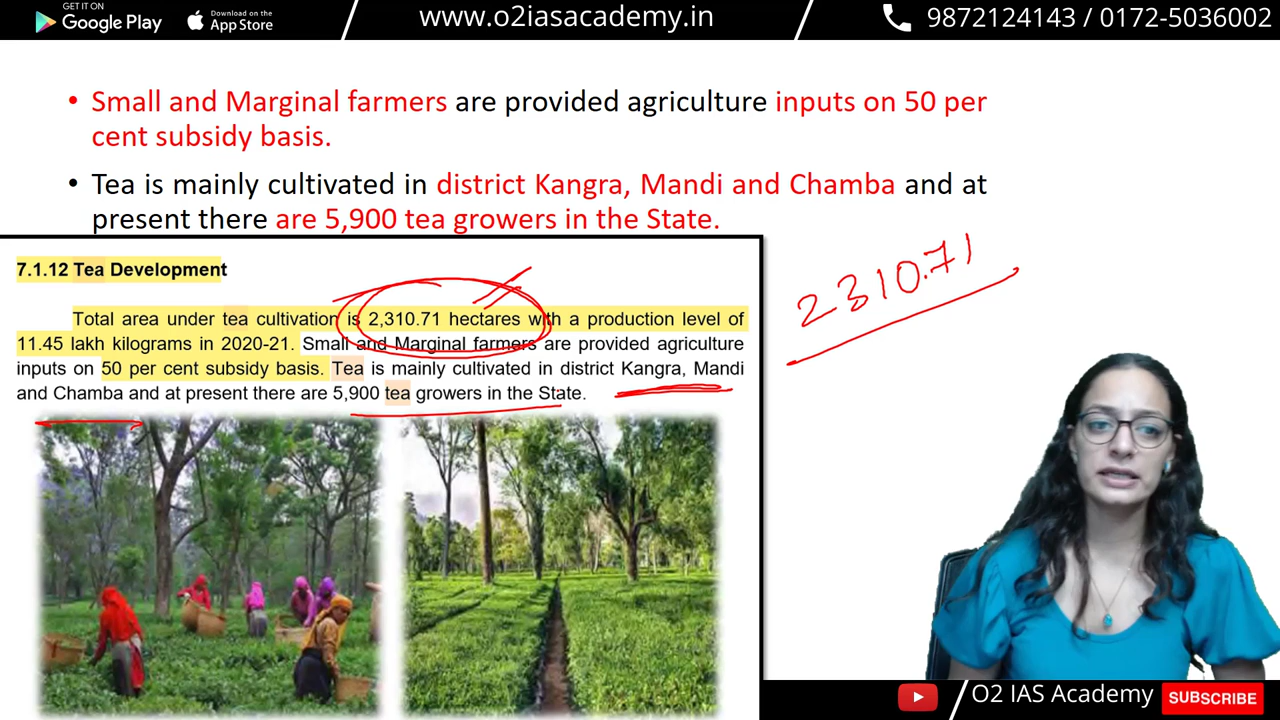 GET IT ON
Google Play
Download on the
App Store
www.o2iasacademy.in
9872124143 / 0172-5036002
• Small and Marginal farmers are provided agriculture inputs on 50 per
cent subsidy basis.
• Tea is mainly cultivated in district Kangra, Mandi and Chamba and at
present there are 5,900 tea growers in the State.
7.1.12 Tea Development
Total area under tea cultivation is 2,310.71 hectares with a production level of
11.45 lakh kilograms in 2020-21. Small and Marginal farmers are provided agriculture
inputs on 50 per cent subsidy basis. Tea is mainly cultivated in district Kangra, Mandi
and Chamba and at present there are 5,900 tea growers in the State.
2310.71
O2 IAS Academy
SUBSCRIBE